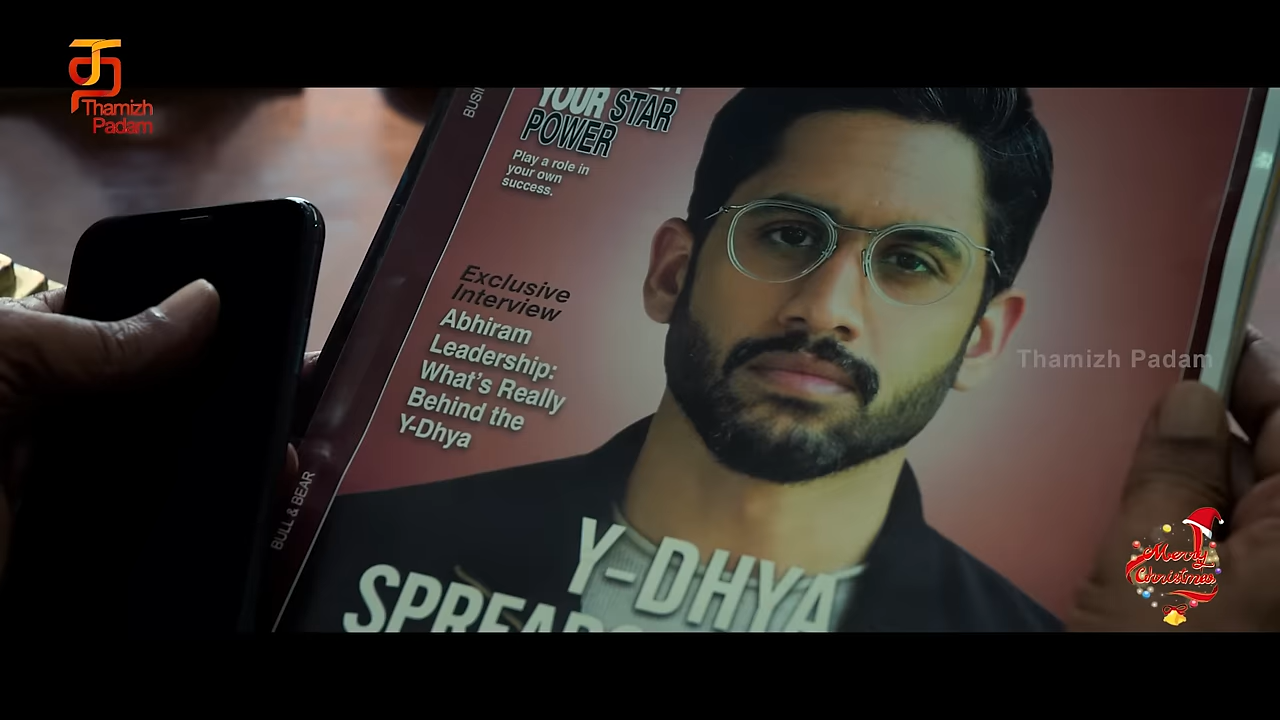 Thamizh
Padam
BUSI
YOUR STAR
POWER
Play a role in
your own
success.
Exclusive
Interview
Abhiram
Leadership:
What's Really
Behind the
Y-Dhya
Thamizh Padam
BULL & BEAR
Y-DHYA
Merry
Christmas